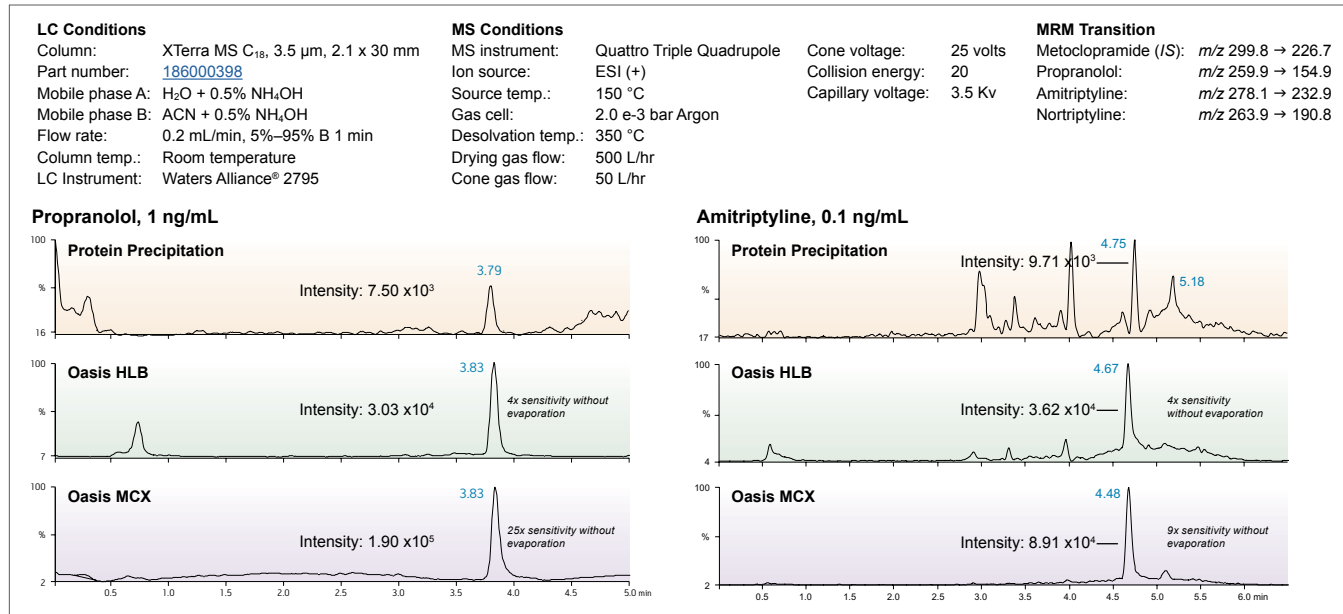 LC Conditions
Column: XTerra MS C18, 3.5 µm, 2.1 x 30 mm
Part number: 186000398
Mobile phase A: H2O + 0.5% NH4OH
Mobile phase B: ACN + 0.5% NH4OH
Flow rate: 0.2 mL/min, 5%–95% B 1 min
Column temp.: Room temperature
LC Instrument: Waters Alliance® 2795
MS Conditions
MS instrument: Quattro Triple Quadrupole
Ion source: ESI (+)
Source temp.: 150 °C
Gas cell: 2.0 e-3 bar Argon
Desolvation temp.: 350 °C
Drying gas flow: 500 L/hr
Cone gas flow: 50 L/hr
Cone voltage: 25 volts
Collision energy: 20
Capillary voltage: 3.5 Kv
MRM Transition
Metoclopramide (IS): m/z 299.8 → 226.7
Propranolol: m/z 259.9 → 154.9
Amitriptyline: m/z 278.1 → 232.9
Nortriptyline: m/z 263.9 → 190.8
Propranolol, 1 ng/mL
100
Protein Precipitation
3.79
%
Intensity: 7.50 x10³
16
100
Oasis HLB
3.83
%
Intensity: 3.03 x10⁴
4x sensitivity without
evaporation
7
100
Oasis MCX
3.83
%
Intensity: 1.90 x10⁵
25x sensitivity without
evaporation
2
0.5 1.0 1.5 2.0 2.5 3.0 3.5 4.0 4.5 5.0 min
Amitriptyline, 0.1 ng/mL
100
Protein Precipitation
4.75
Intensity: 9.71 x10³
%
5.18
17
100
Oasis HLB
4.67
%
Intensity: 3.62 x10⁴
4x sensitivity
without evaporation
4
100
Oasis MCX
4.48
%
Intensity: 8.91 x10⁴
9x sensitivity without
evaporation
2
0.5 1.0 1.5 2.0 2.5 3.0 3.5 4.0 4.5 5.0 5.5 6.0 min